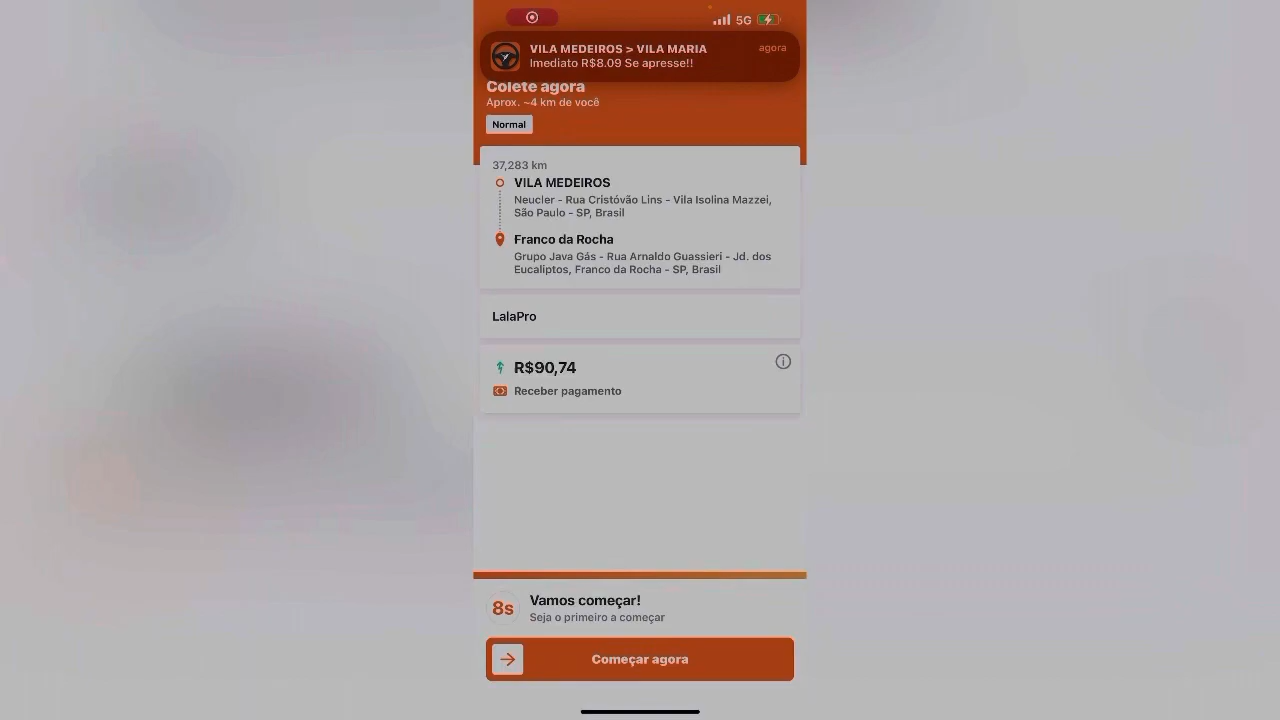 5G
VILA MEDEIROS > VILA MARIA
agora
Imediato R$8.09 Se apresse!!
Colete agora
Aprox. ~4 km de você
Normal
37,283 km
VILA MEDEIROS
Neucler - Rua Cristóvão Lins - Vila Isolina Mazzei,
São Paulo - SP, Brasil
Franco da Rocha
Grupo Java Gás - Rua Arnaldo Guassieri - Jd. dos
Eucaliptos, Franco da Rocha - SP, Brasil
LalaPro
R$90,74
Receber pagamento
8s
Vamos começar!
Seja o primeiro a começar
Começar agora